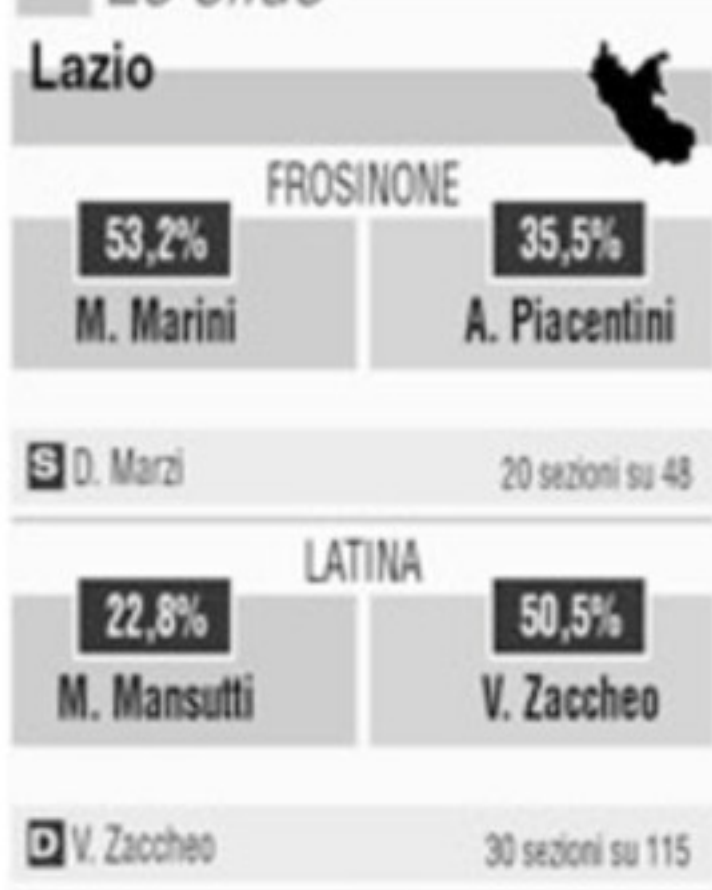 Lazio
FROSINONE
53,2% 35,5%
M. Marini A. Piacentini
S D. Marzi 20 sezioni su 48
LATINA
22,8% 50,5%
M. Mansutti V. Zaccheo
D V. Zaccheo 30 sezioni su 115